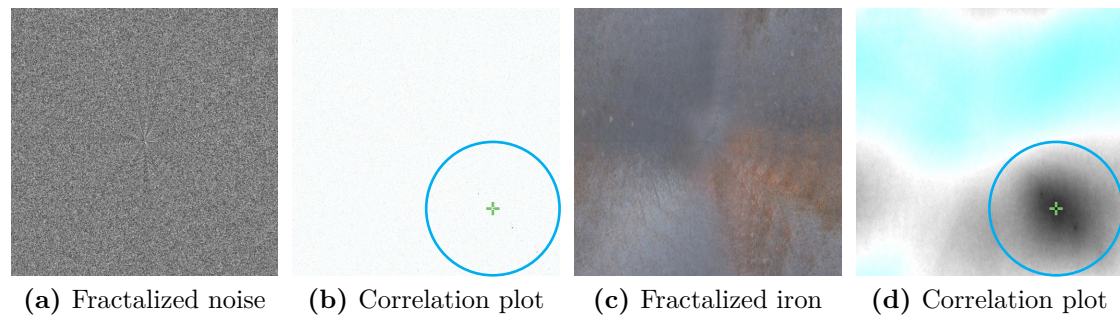 (a) Fractalized noise
(b) Correlation plot
(c) Fractalized iron
(d) Correlation plot